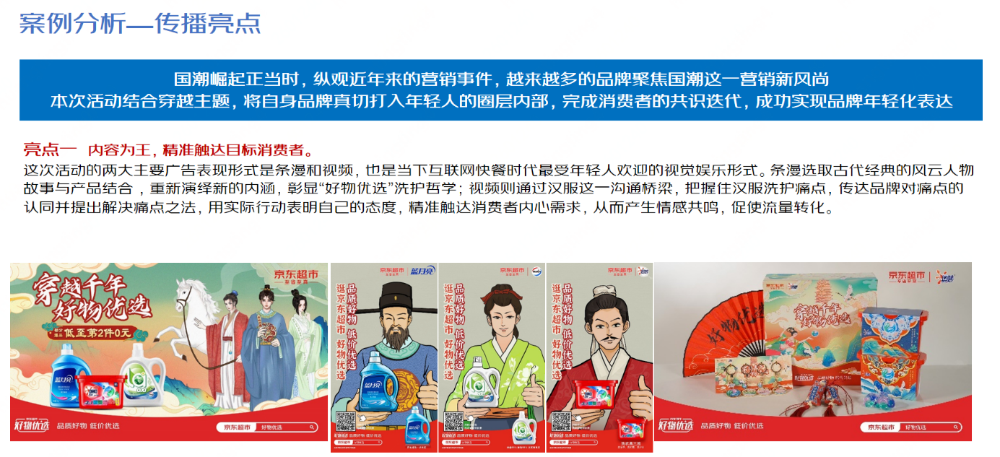 案例分析—传播亮点
国潮崛起正当时，纵观近年来的营销事件，越来越多的品牌聚焦国潮这一营销新风尚
本次活动结合穿越主题，将自身品牌真切打入年轻人的圈层内部，完成消费者的共识迭代，成功实现品牌年轻化表达
亮点一 内容为王，精准触达目标消费者。
这次活动的两大主要广告表现形式是条漫和视频，也是当下互联网快餐时代最受年轻人欢迎的视觉娱乐形式。条漫选取古代经典的风云人物
故事与产品结合，重新演绎新的内涵，彰显“好物优选”洗护哲学；视频则通过汉服这一沟通桥梁，把握住汉服洗护痛点，传达品牌对痛点的
认同并提出解决痛点之法，用实际行动表明自己的态度，精准触达消费者内心需求，从而产生情感共鸣，促使流量转化。
穿越千年
好物优选
低至第2件0元
京东超市
至省至真
蓝月亮
好物优选
品质好物 低价优选
京东超市 好物优选
京东超市 蓝月亮
品质好物 低价优选
逛京东超市 好物优选
蓝月亮
京东超市
品质好物 低价优选
逛京东超市 好物优选
京东超市
品质好物 低价优选
逛京东超市 好物优选
京东超市
至省至真
好物优选
穿越千年
好物优选
好物优选
品质好物 低价优选
京东超市 好物优选